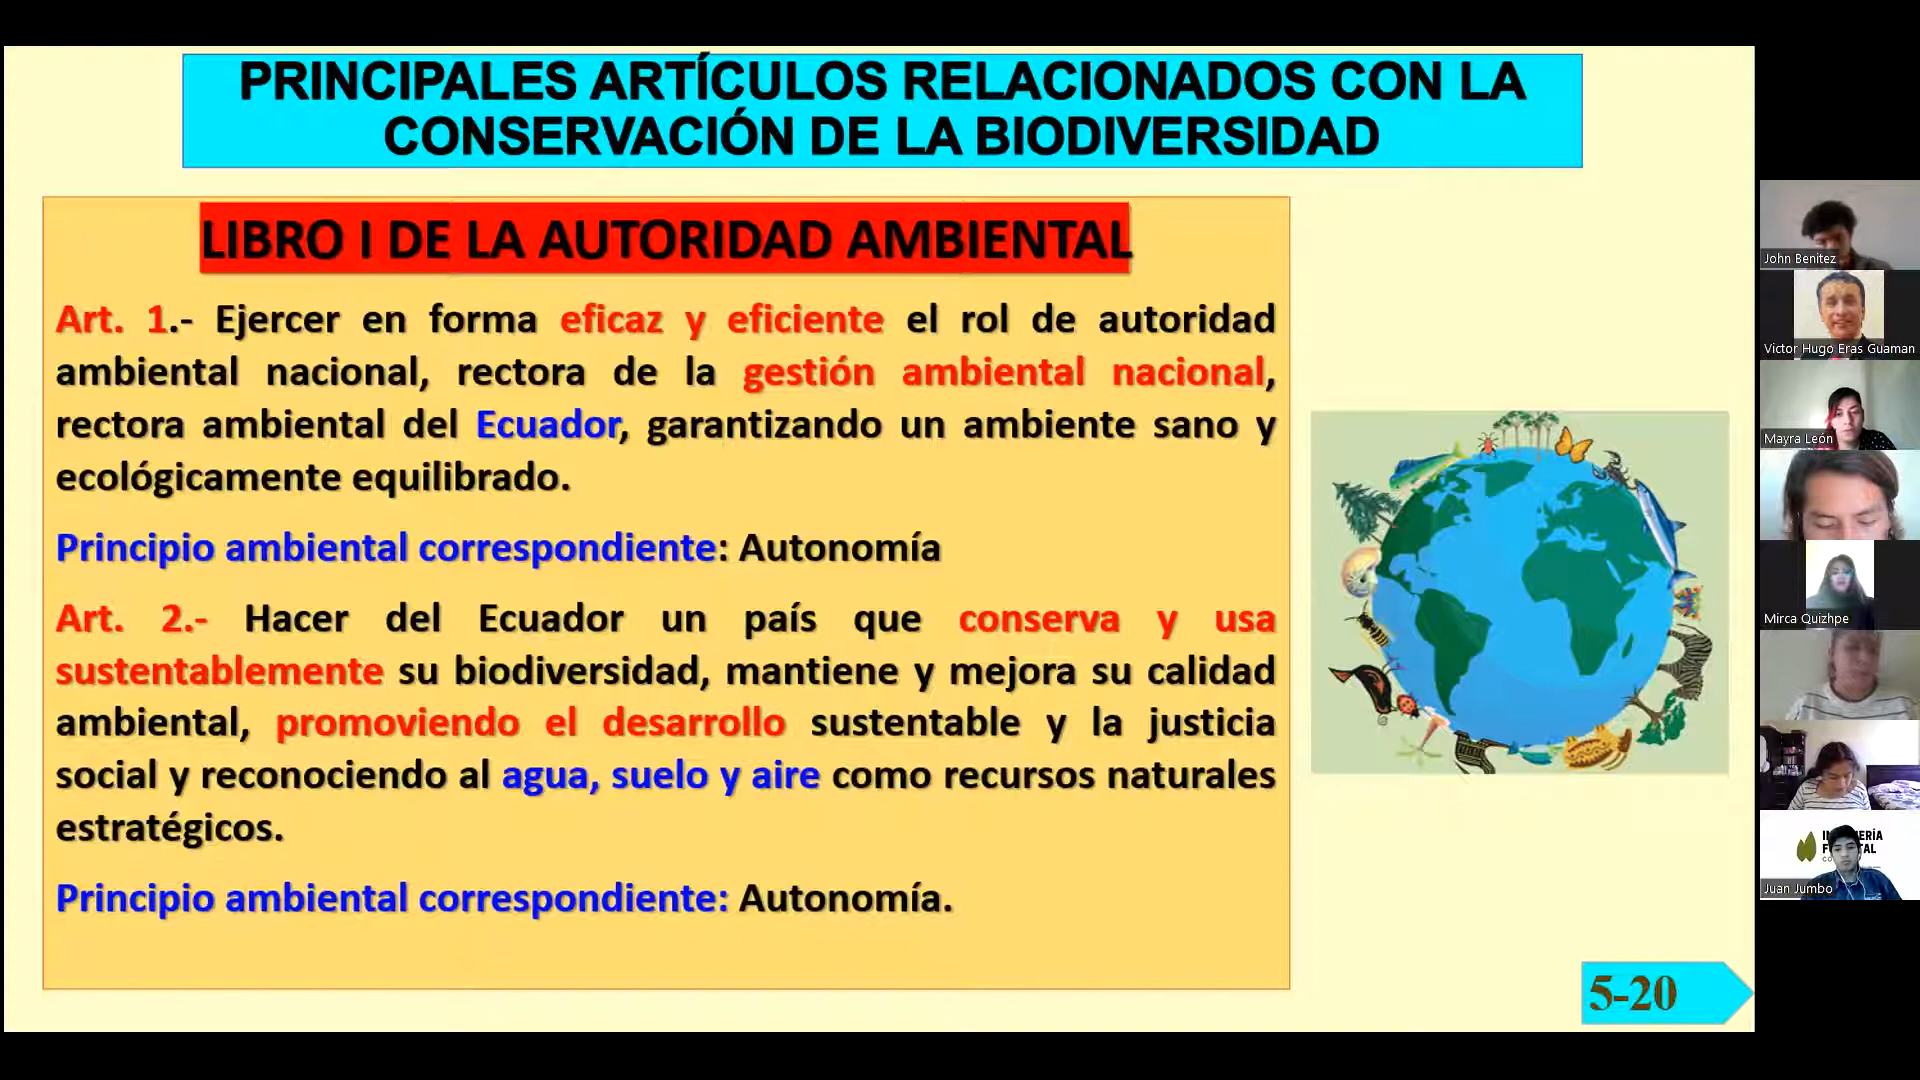 PRINCIPALES ARTÍCULOS RELACIONADOS CON LA
CONSERVACIÓN DE LA BIODIVERSIDAD
LIBRO I DE LA AUTORIDAD AMBIENTAL
Art. 1.- Ejercer en forma eficaz y eficiente el rol de autoridad
ambiental nacional, rectora de la gestión ambiental nacional,
rectora ambiental del Ecuador, garantizando un ambiente sano y
ecológicamente equilibrado.
Principio ambiental correspondiente: Autonomía
Art. 2.- Hacer del Ecuador un país que conserva y usa
sustentablemente su biodiversidad, mantiene y mejora su calidad
ambiental, promoviendo el desarrollo sustentable y la justicia
social y reconociendo al agua, suelo y aire como recursos naturales
estratégicos.
Principio ambiental correspondiente: Autonomía.
5-20
John Benitez
Victor Hugo Eras Guaman
Mayra León
Mirca Quizhpe
Juan Jumbo